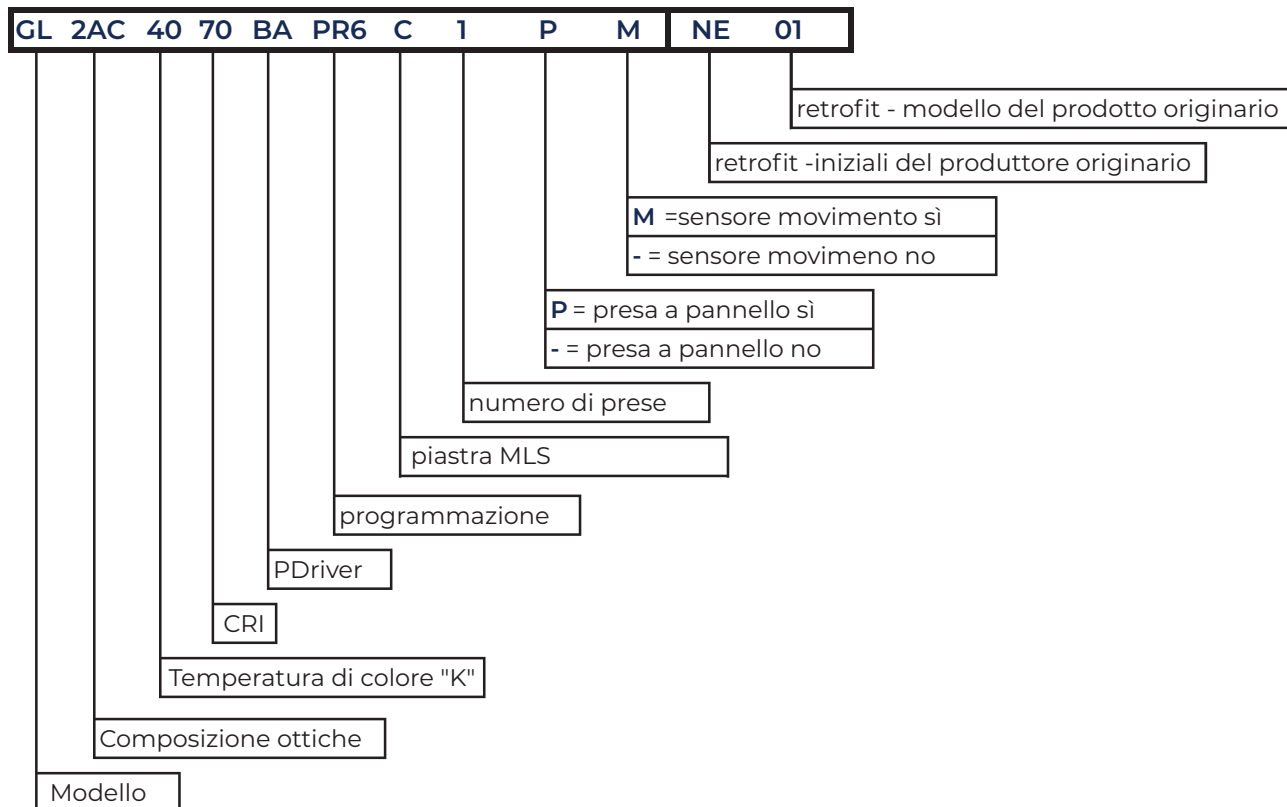 GL 2AC 40 70 BA PR6 C 1 P M NE 01
retrofit - modello del prodotto originario
retrofit -iniziali del produttore originario
M =sensore movimento sì
- = sensore movimeno no
P = presa a pannello sì
- = presa a pannello no
numero di prese
piastra MLS
programmazione
PDriver
CRI
Temperatura di colore "K"
Composizione ottiche
Modello